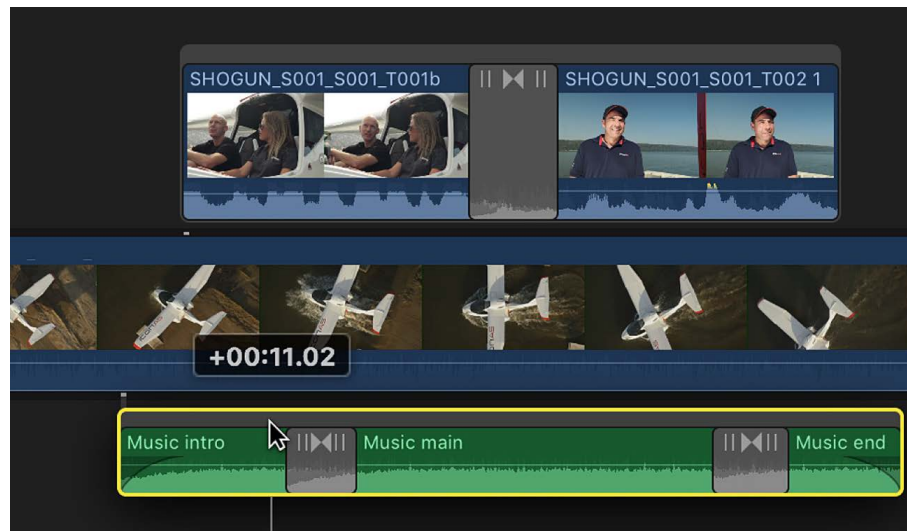 SHOGUN_S001_S001_T001b
SHOGUN_S001_S001_T002 1
+00:11.02
Music intro
Music main
Music end